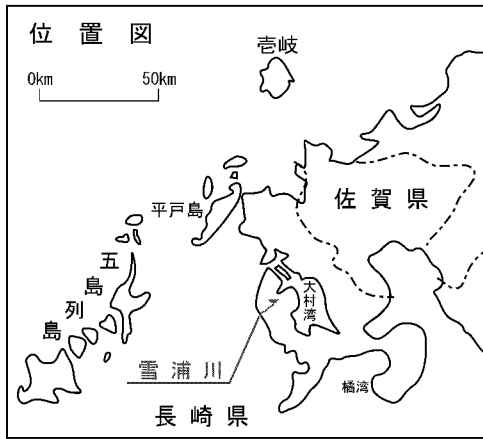 位置図
0km 50km
壱岐
佐賀県
平戸島
五島列島
大村湾
雪浦川
橘湾
長崎県